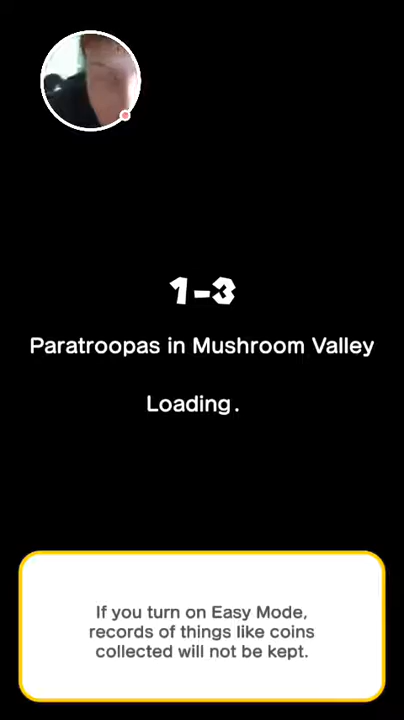 1-3
Paratroopas in Mushroom Valley
Loading.
If you turn on Easy Mode,
records of things like coins
collected will not be kept.